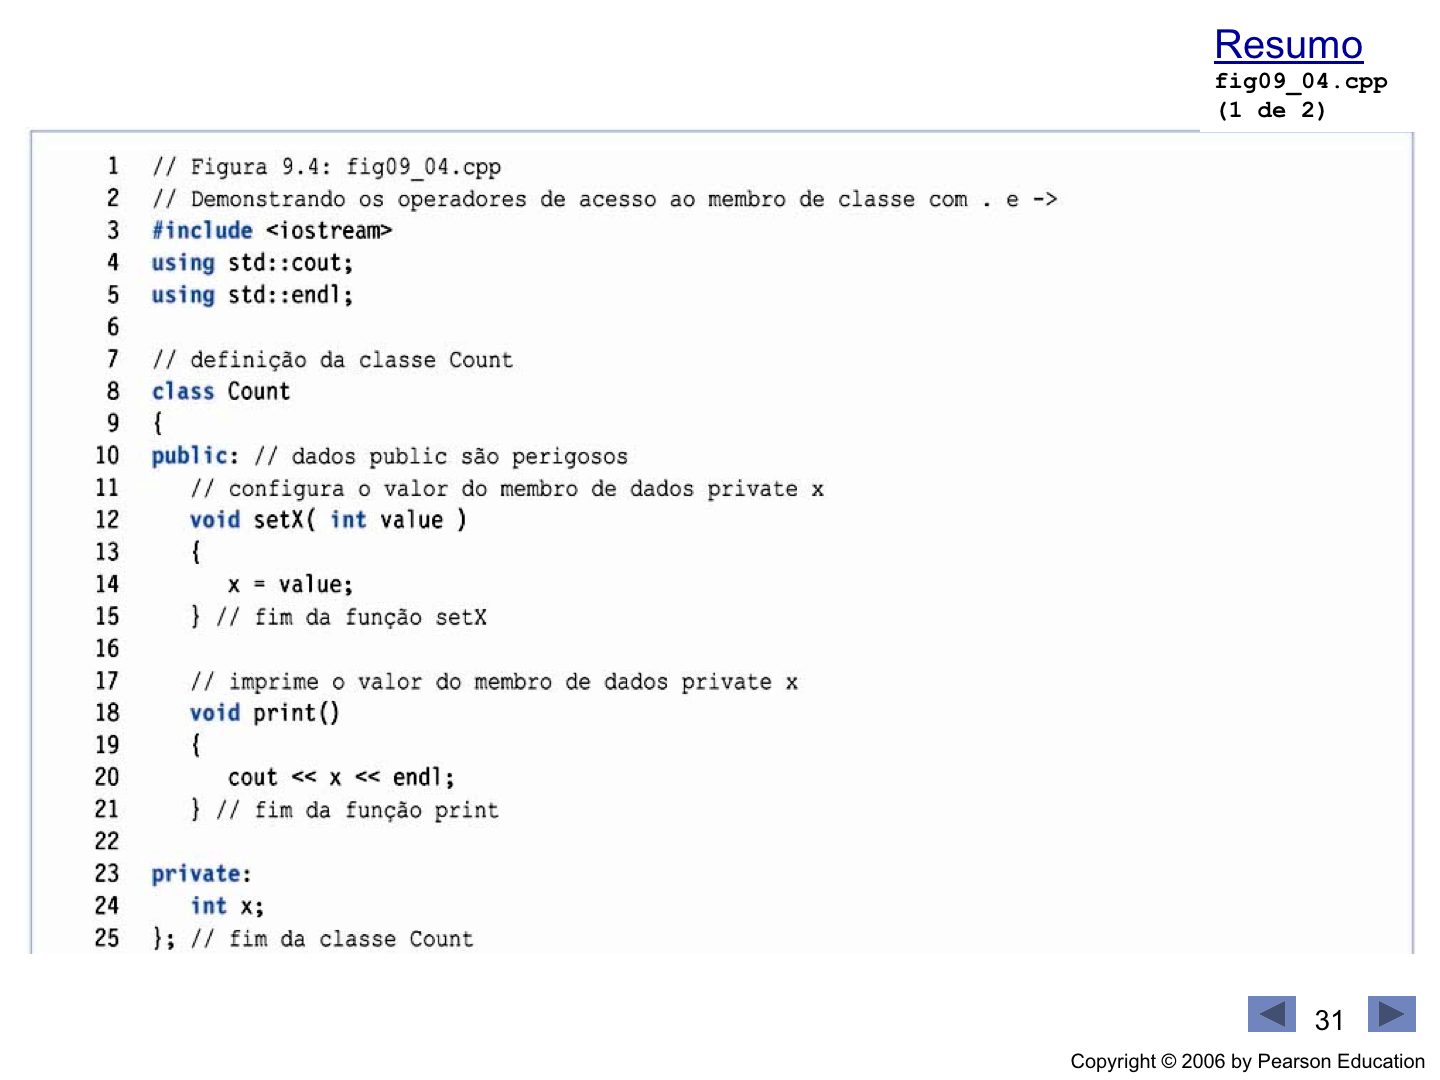 Resumo
fig09_04.cpp
(1 de 2)
1 // Figura 9.4: fig09_04.cpp
2 // Demonstrando os operadores de acesso ao membro de classe com . e ->
3 #include <iostream>
4 using std::cout;
5 using std::endl;
6
7 // definição da classe Count
8 class Count
9 {
10 public: // dados public são perigosos
11    // configura o valor do membro de dados private x
12    void setX( int value )
13    {
14       x = value;
15    } // fim da função setX
16
17    // imprime o valor do membro de dados private x
18    void print()
19    {
20       cout << x << endl;
21    } // fim da função print
22
23 private:
24    int x;
25 }; // fim da classe Count
31
Copyright © 2006 by Pearson Education